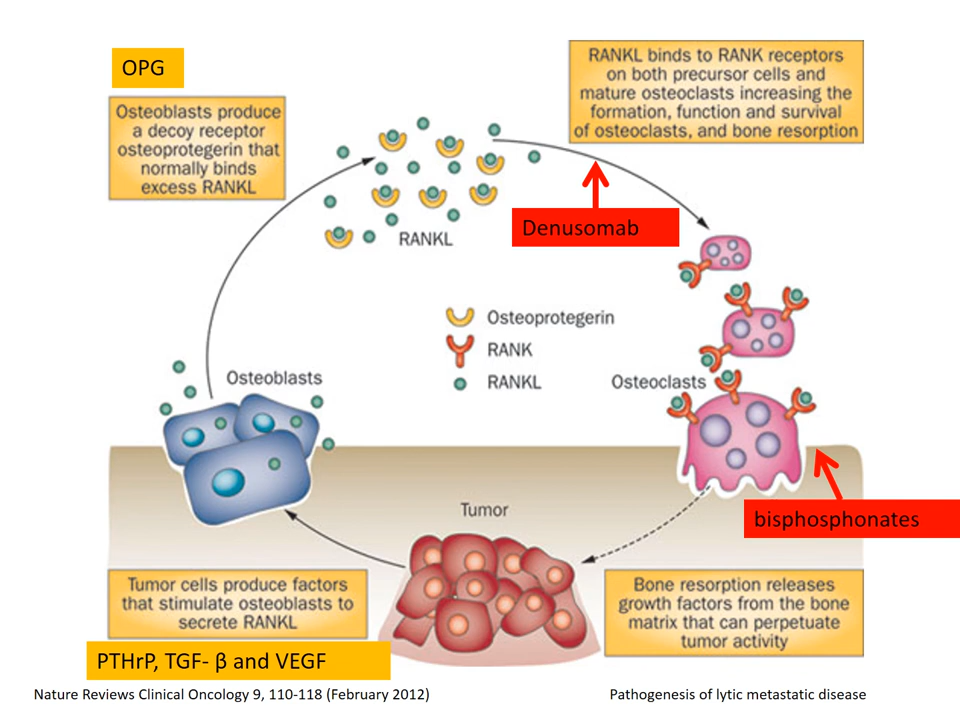 OPG
Osteoblasts produce
a decoy receptor
osteoprotegerin that
normally binds
excess RANKL
RANKL binds to RANK receptors
on both precursor cells and
mature osteoclasts increasing the
formation, function and survival
of osteoclasts, and bone resorption
RANKL
Denusomab
Osteoprotegerin
RANK
RANKL
Osteoblasts
Osteoclasts
bisphosphonates
Tumor
Tumor cells produce factors
that stimulate osteoblasts to
secrete RANKL
Bone resorption releases
growth factors from the bone
matrix that can perpetuate
tumor activity
PTHrP, TGF- β and VEGF
Nature Reviews Clinical Oncology 9, 110-118 (February 2012)
Pathogenesis of lytic metastatic disease